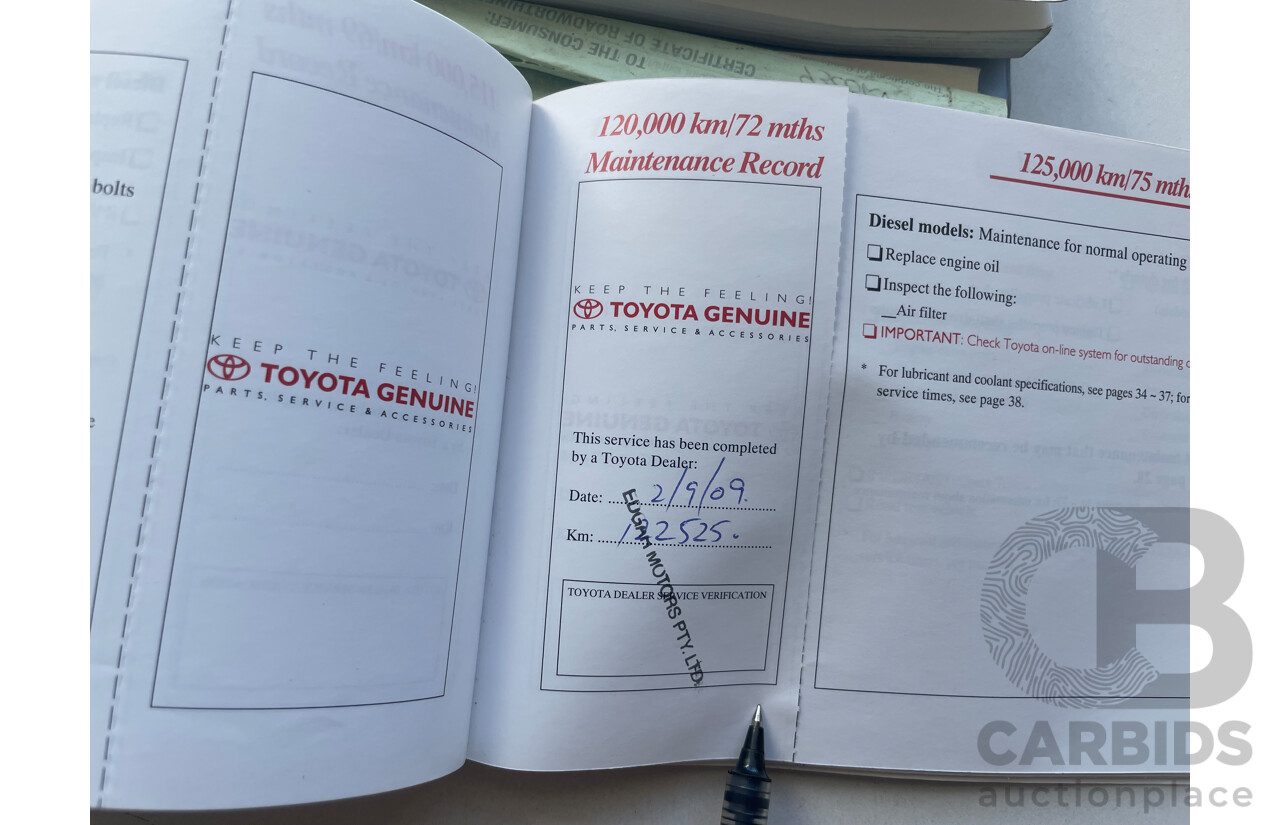 TO THE CONSUMER:
CERTIFICATE OF ROADWORTHINESS
bolts
KEEP THE FEELING!
TOYOTA GENUINE
PARTS, SERVICE & ACCESSORIES
120,000 km/72 mths
Maintenance Record
KEEP THE FEELING!
TOYOTA GENUINE
PARTS, SERVICE & ACCESSORIES
This service has been completed
by a Toyota Dealer:
Date: 2/9/09.
Km: 122525.
EDGAR MOTORS PTY. LTD.
TOYOTA DEALER SERVICE VERIFICATION
125,000 km/75 mths
Diesel models: Maintenance for normal operating
Replace engine oil
Inspect the following:
__Air filter
IMPORTANT: Check Toyota on-line system for outstanding
* For lubricant and coolant specifications, see pages 34 ~ 37; for
service times, see page 38.
CB
CARBIDS
auctionplace